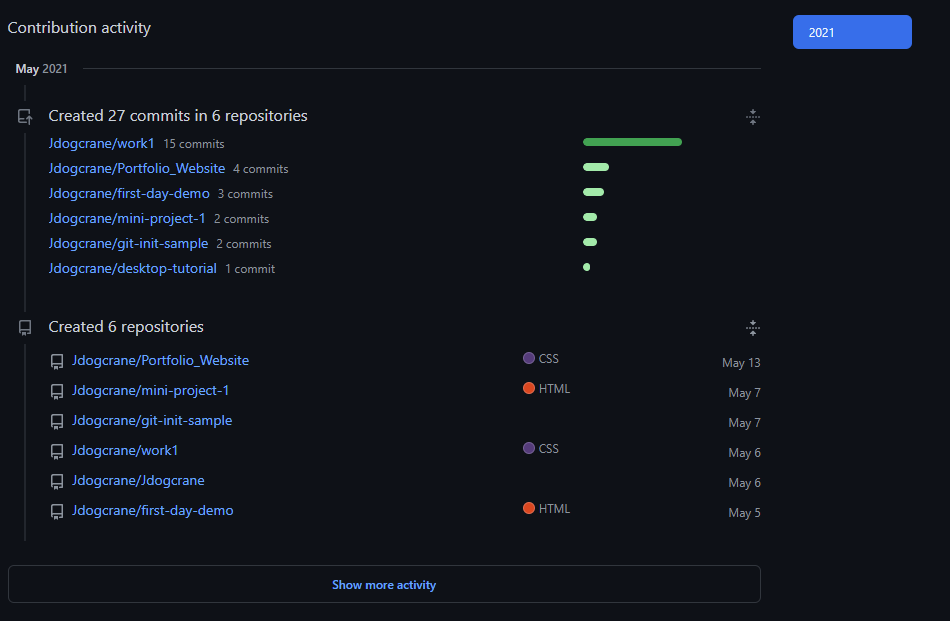 Contribution activity
2021
May 2021
Created 27 commits in 6 repositories
Jdogcrane/work1 15 commits
Jdogcrane/Portfolio_Website 4 commits
Jdogcrane/first-day-demo 3 commits
Jdogcrane/mini-project-1 2 commits
Jdogcrane/git-init-sample 2 commits
Jdogcrane/desktop-tutorial 1 commit
Created 6 repositories
Jdogcrane/Portfolio_Website CSS May 13
Jdogcrane/mini-project-1 HTML May 7
Jdogcrane/git-init-sample May 7
Jdogcrane/work1 CSS May 6
Jdogcrane/Jdogcrane May 6
Jdogcrane/first-day-demo HTML May 5
Show more activity